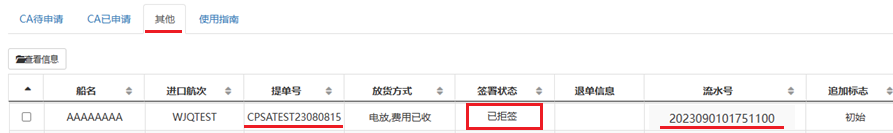 CA待申请 CA已申请 其他 使用指南
查看信息
船名 进口航次 提单号 放货方式 签署状态 退单信息 流水号 追加标志
AAAAAAAA WJQTEST CPSATEST23080815 电放,费用已收 已拒签 2023090101751100 初始